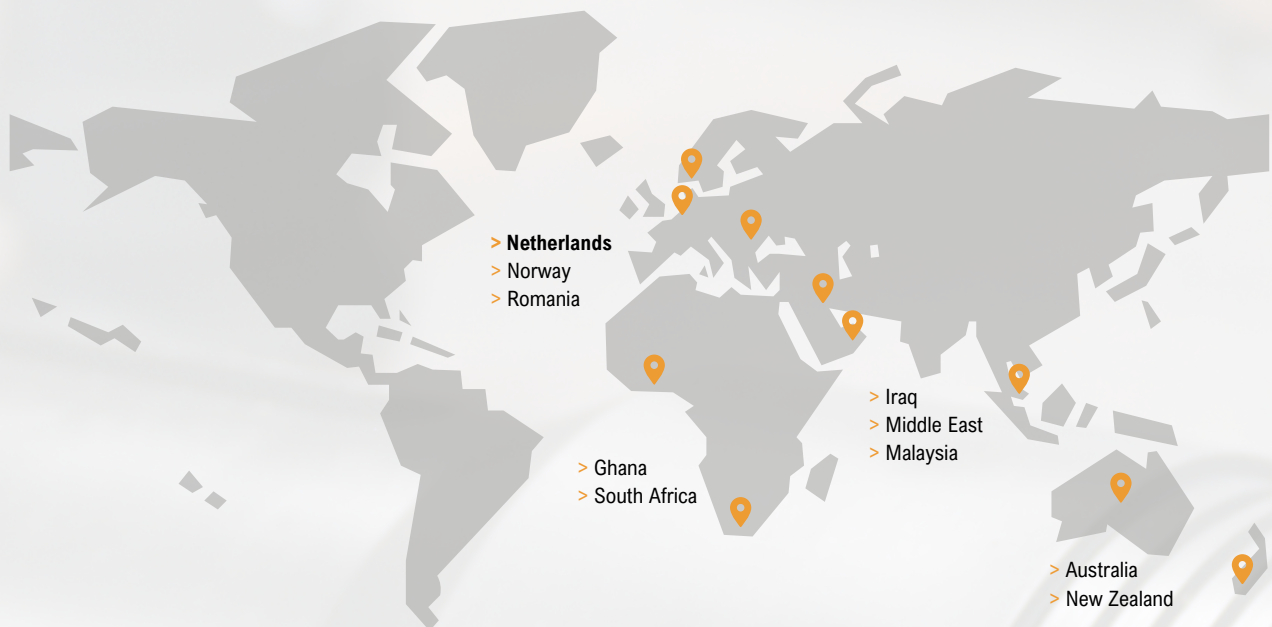 > Netherlands
> Norway
> Romania
> Ghana
> South Africa
> Iraq
> Middle East
> Malaysia
> Australia
> New Zealand